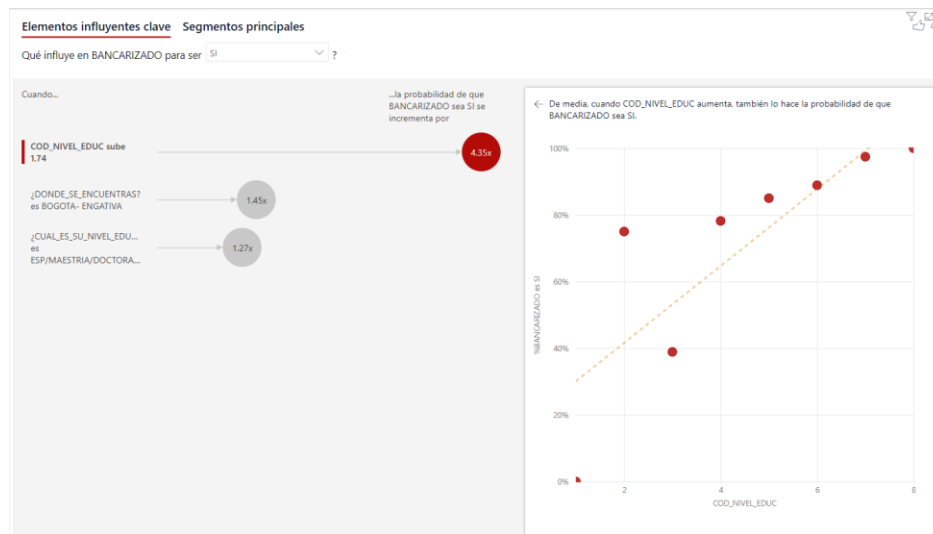 Elementos influyentes clave Segmentos principales
Qué influye en BANCARIZADO para ser SI ?
Cuando...
...la probabilidad de que
BANCARIZADO sea SI se
incrementa por
COD_NIVEL_EDUC sube
1.74
4.35x
¿DONDE_SE_ENCUENTRAS?
es BOGOTA- ENGATIVA
1.45x
¿CUAL_ES_SU_NIVEL_EDU...
es
ESP/MAESTRIA/DOCTORA...
1.27x
De media, cuando COD_NIVEL_EDUC aumenta, también lo hace la probabilidad de que
BANCARIZADO sea SI.
100%
80%
60%
40%
20%
0%
%BANCARIZADO es SI
2 4 6 8
COD_NIVEL_EDUC